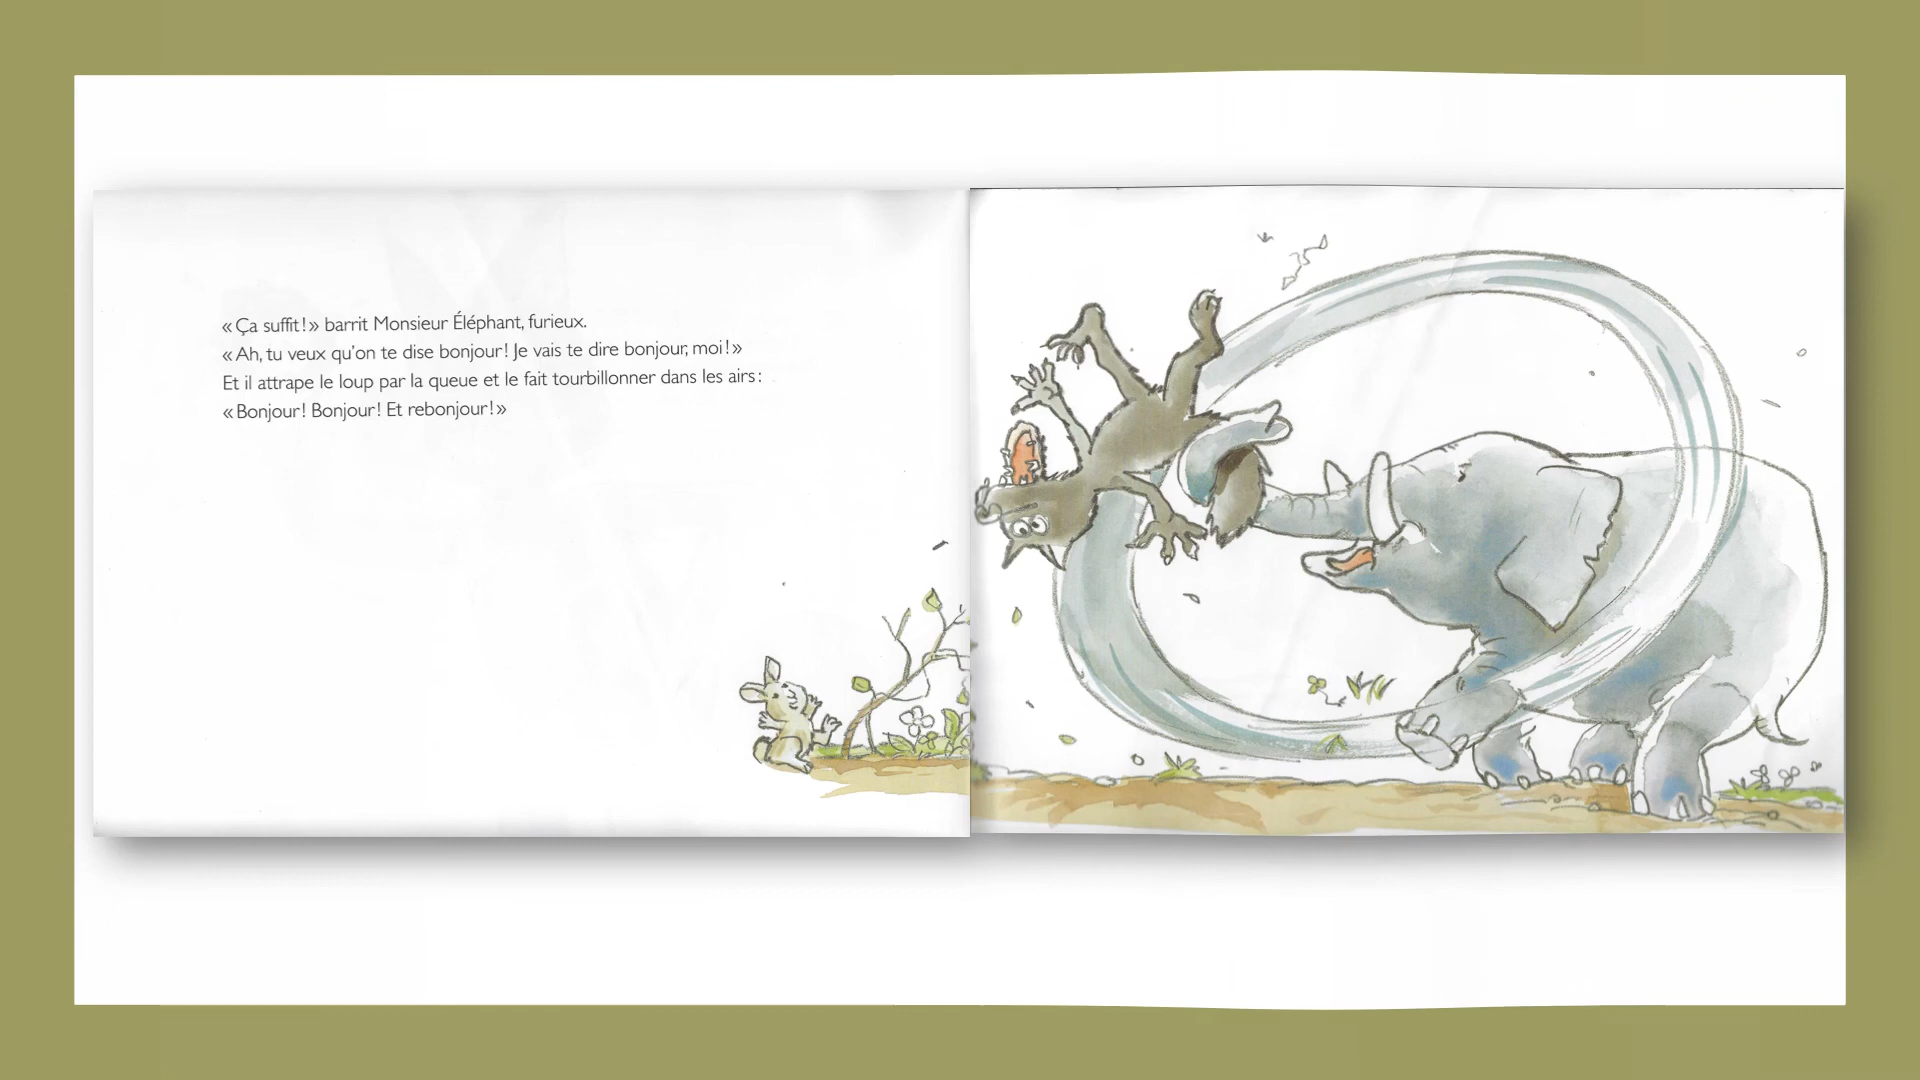 « Ça suffit ! » barrit Monsieur Éléphant, furieux.
« Ah, tu veux qu'on te dise bonjour ! Je vais te dire bonjour, moi ! »
Et il attrape le loup par la queue et le fait tourbillonner dans les airs :
« Bonjour ! Bonjour ! Et rebonjour ! »